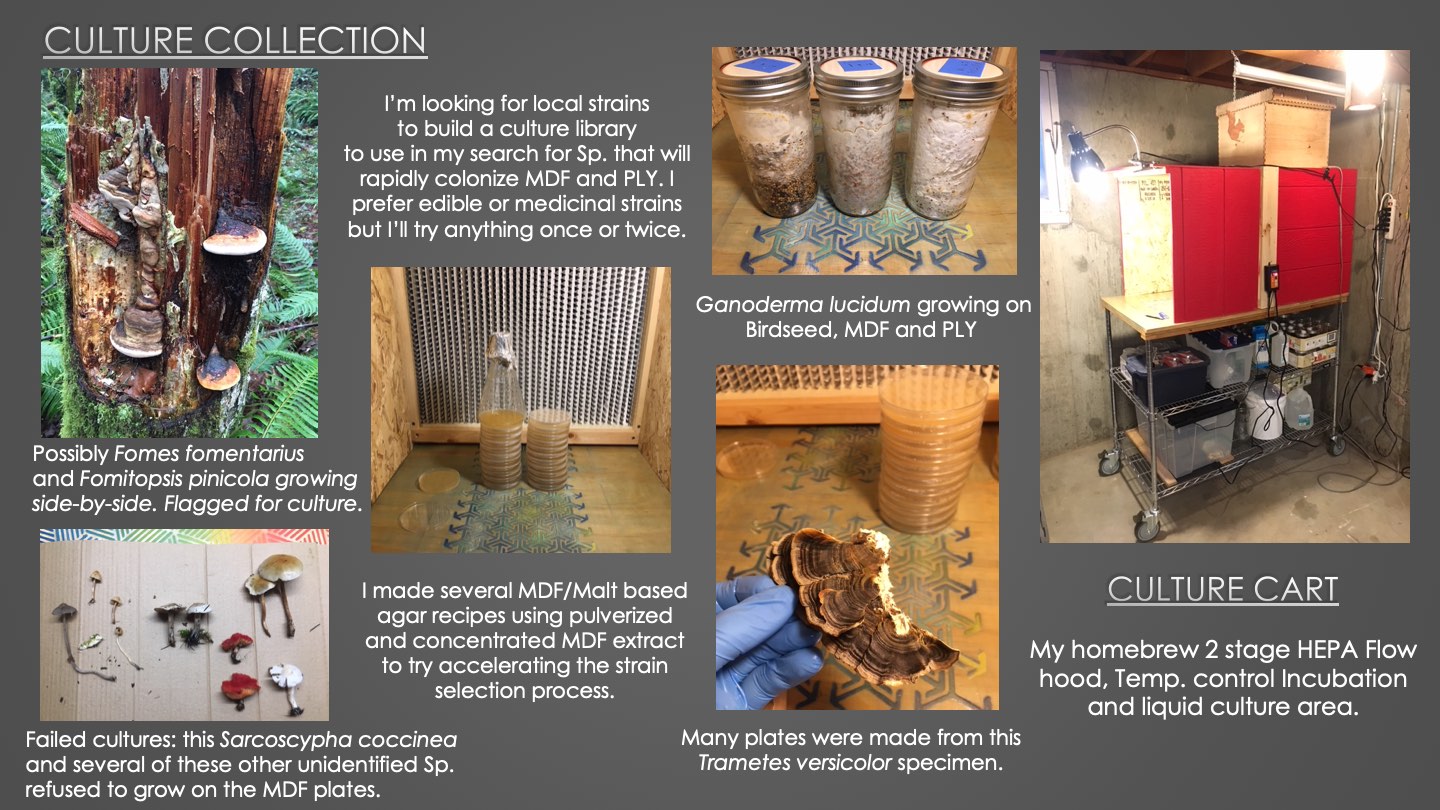 CULTURE COLLECTION
I'm looking for local strains
to build a culture library
to use in my search for Sp. that will
rapidly colonize MDF and PLY. I
prefer edible or medicinal strains
but I'll try anything once or twice.
Possibly Fomes fomentarius
and Fomitopsis pinicola growing
side-by-side. Flagged for culture.
Failed cultures: this Sarcoscypha coccinea
and several of these other unidentified Sp.
refused to grow on the MDF plates.
I made several MDF/Malt based
agar recipes using pulverized
and concentrated MDF extract
to try accelerating the strain
selection process.
Ganoderma lucidum growing on
Birdseed, MDF and PLY
Many plates were made from this
Trametes versicolor specimen.
CULTURE CART
My homebrew 2 stage HEPA Flow
hood, Temp. control Incubation
and liquid culture area.